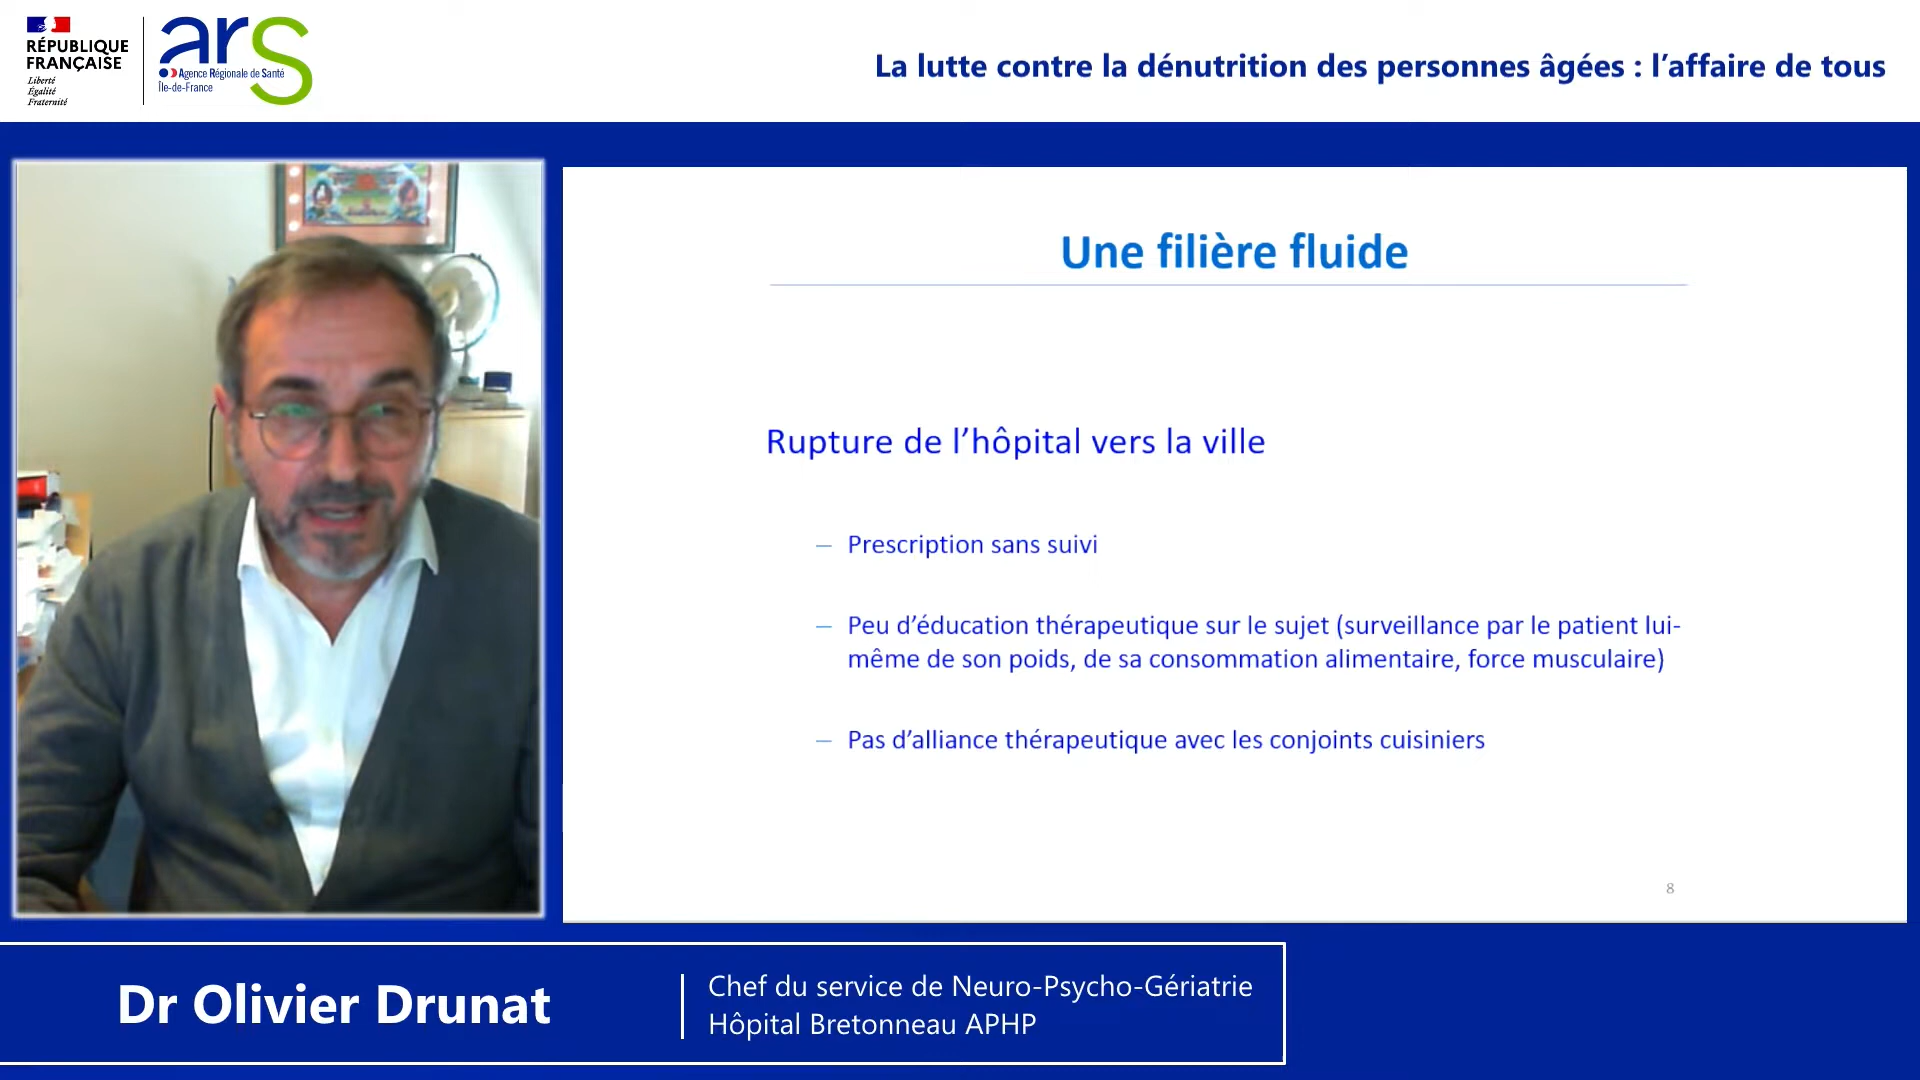 RÉPUBLIQUE
FRANÇAISE
Liberté
Égalité
Fraternité
ars
Agence Régionale de Santé
Île-de-France
La lutte contre la dénutrition des personnes âgées : l’affaire de tous
Une filière fluide
Rupture de l’hôpital vers la ville
– Prescription sans suivi
– Peu d’éducation thérapeutique sur le sujet (surveillance par le patient lui-
même de son poids, de sa consommation alimentaire, force musculaire)
– Pas d’alliance thérapeutique avec les conjoints cuisiniers
8
Dr Olivier Drunat
Chef du service de Neuro-Psycho-Gériatrie
Hôpital Bretonneau APHP